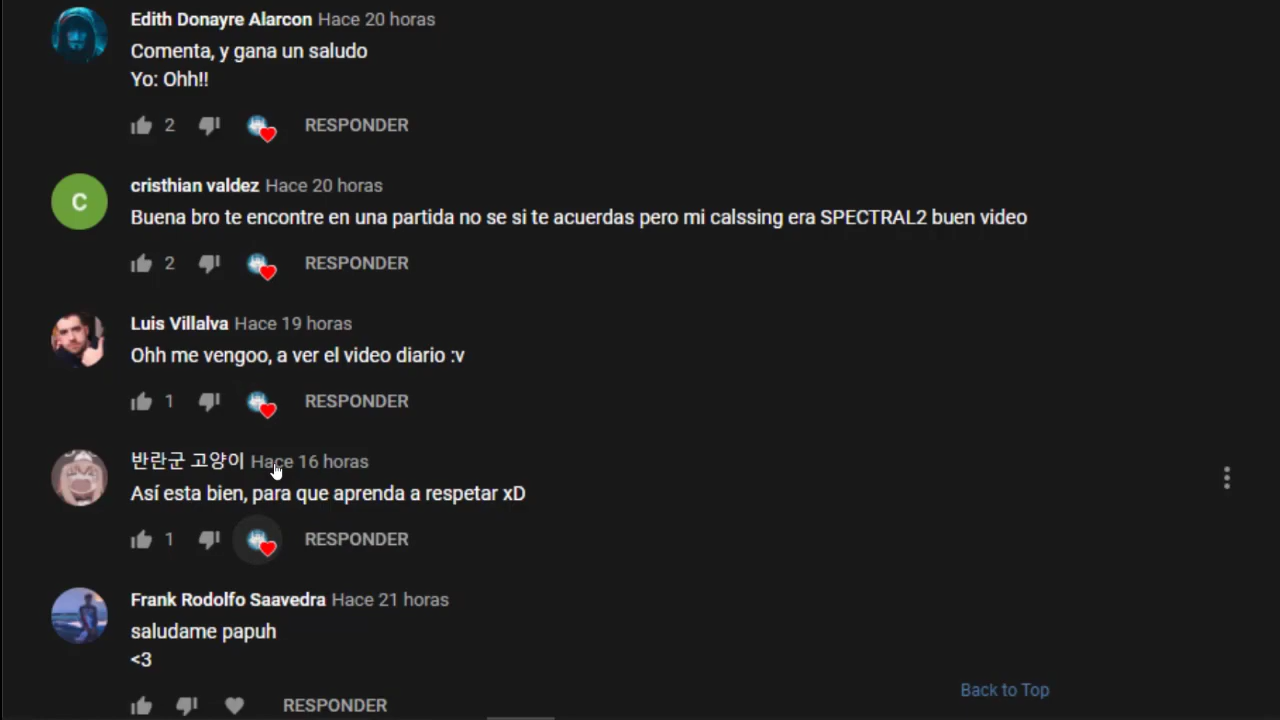 Edith Donayre Alarcon Hace 20 horas
Comenta, y gana un saludo
Yo: Ohh!!
2 RESPONDER
C
cristhian valdez Hace 20 horas
Buena bro te encontre en una partida no se si te acuerdas pero mi calssing era SPECTRAL2 buen video
2 RESPONDER
Luis Villalva Hace 19 horas
Ohh me vengoo, a ver el video diario :v
1 RESPONDER
반란군 고양이 Hace 16 horas
Así esta bien, para que aprenda a respetar xD
1 RESPONDER
Frank Rodolfo Saavedra Hace 21 horas
saludame papuh
<3
Back to Top
RESPONDER